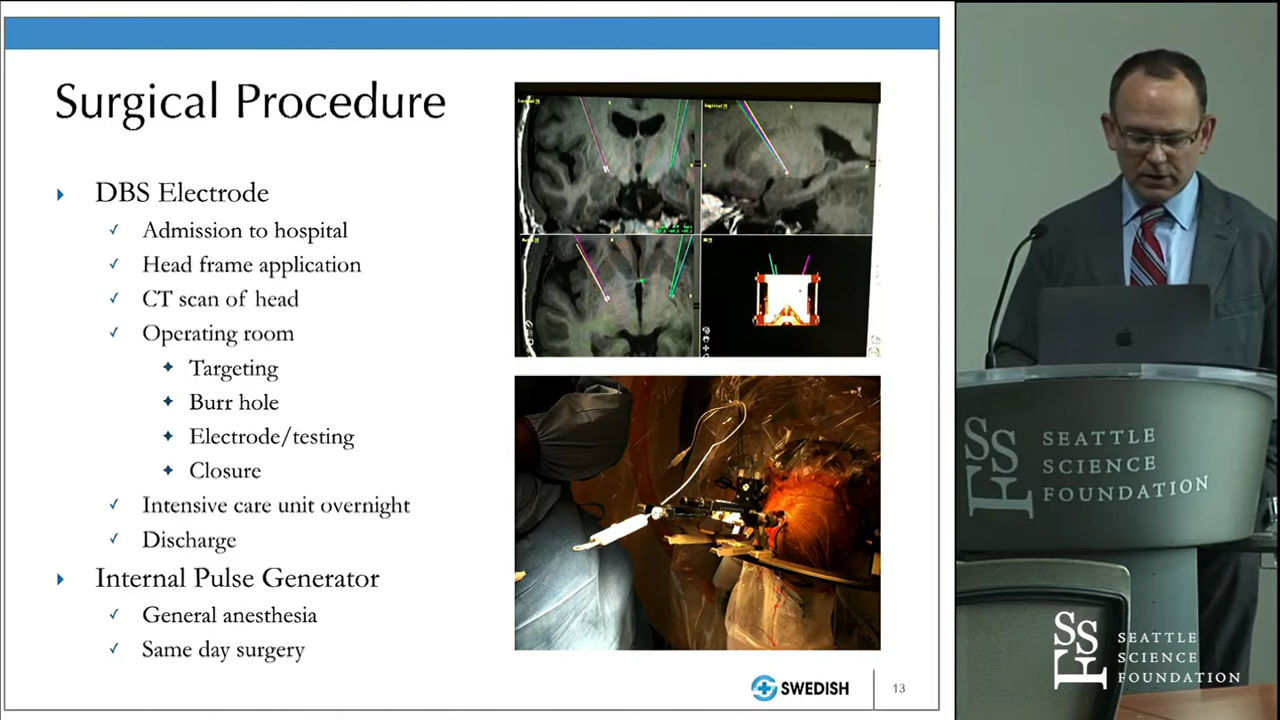 Surgical Procedure
DBS Electrode
Admission to hospital
Head frame application
CT scan of head
Operating room
Targeting
Burr hole
Electrode/testing
Closure
Intensive care unit overnight
Discharge
Internal Pulse Generator
General anesthesia
Same day surgery
SWEDISH
13
SSF
SEATTLE
SCIENCE
FOUNDATION
SSF
SEATTLE
SCIENCE
FOUNDATION